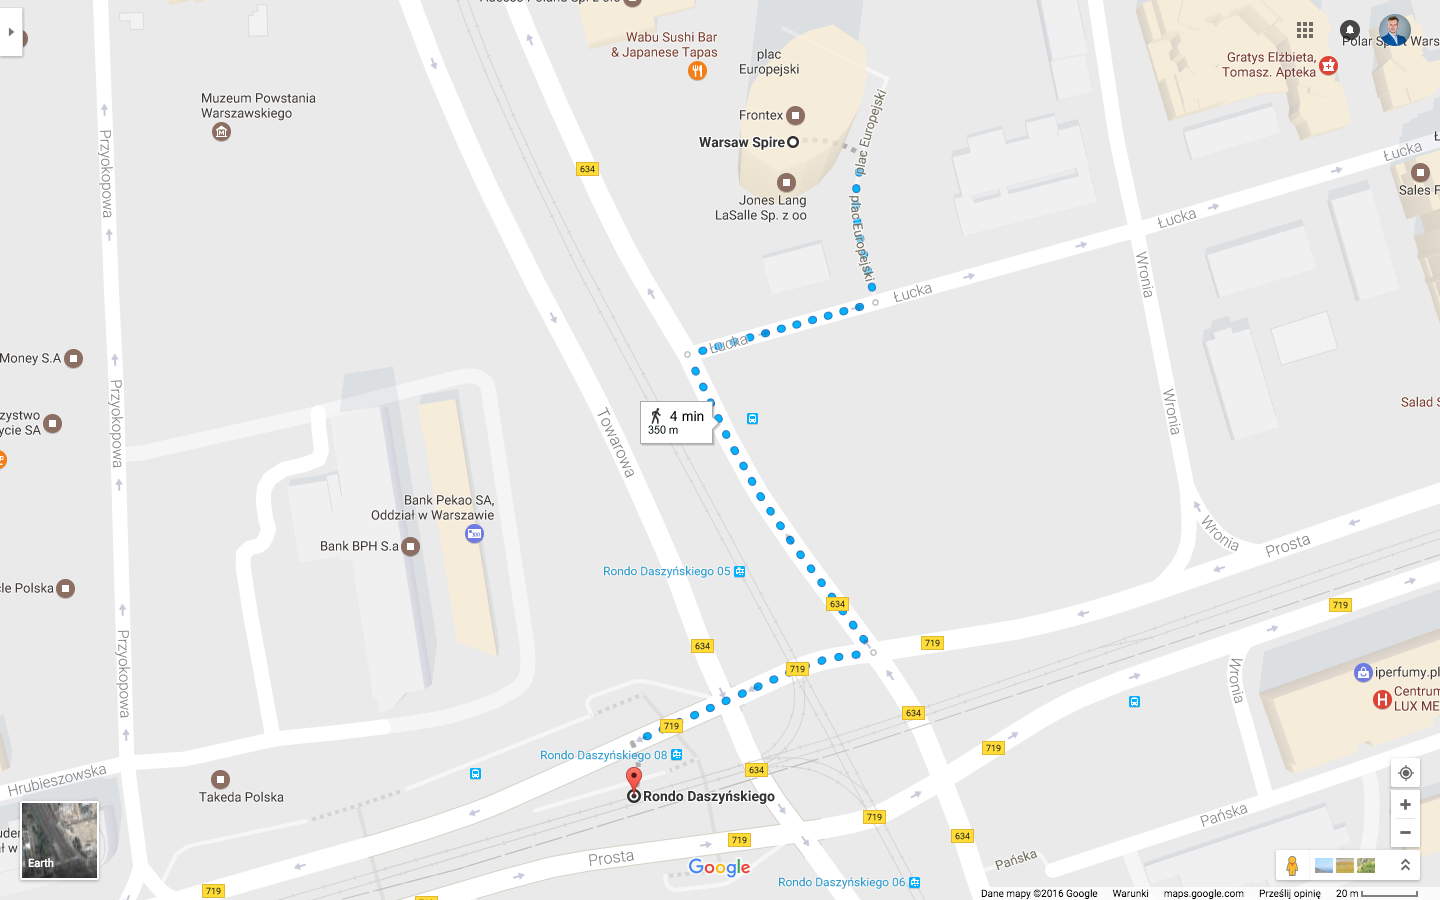 Wabu Sushi Bar
& Japanese Tapas
plac
Europejski
Polar Sport Wars
Gratys Elżbieta,
Tomasz. Apteka
Muzeum Powstania
Warszawskiego
Frontex
Warsaw Spire
plac Europejski
634
Przyokopowa
Łucka
Sales F
Jones Lang
LaSalle Sp. z oo
plac Europejski
Łucka
Wronia
Łucka
Łucka
Money S.A
Przyokopowa
zystwo
ycie SA
4 min
350 m
Towarowa
Wronia
Salad S
Bank Pekao SA,
Oddział w Warszawie
Bank BPH S.a
Wronia
Prosta
Rondo Daszyńskiego 05
cle Polska
634
719
Przyokopowa
634
719
719
Wronia
iperfumy.pl
Centrum
LUX ME
634
719
719
Rondo Daszyńskiego 08
634
Hrubieszowska
Takeda Polska
Rondo Daszyńskiego
Pańska
719
634
719
Earth
Prosta
Google
Pańska
719
Rondo Daszyńskiego 06
Dane mapy ©2016 Google
Warunki
maps.google.com
Prześlij opinię
20 m